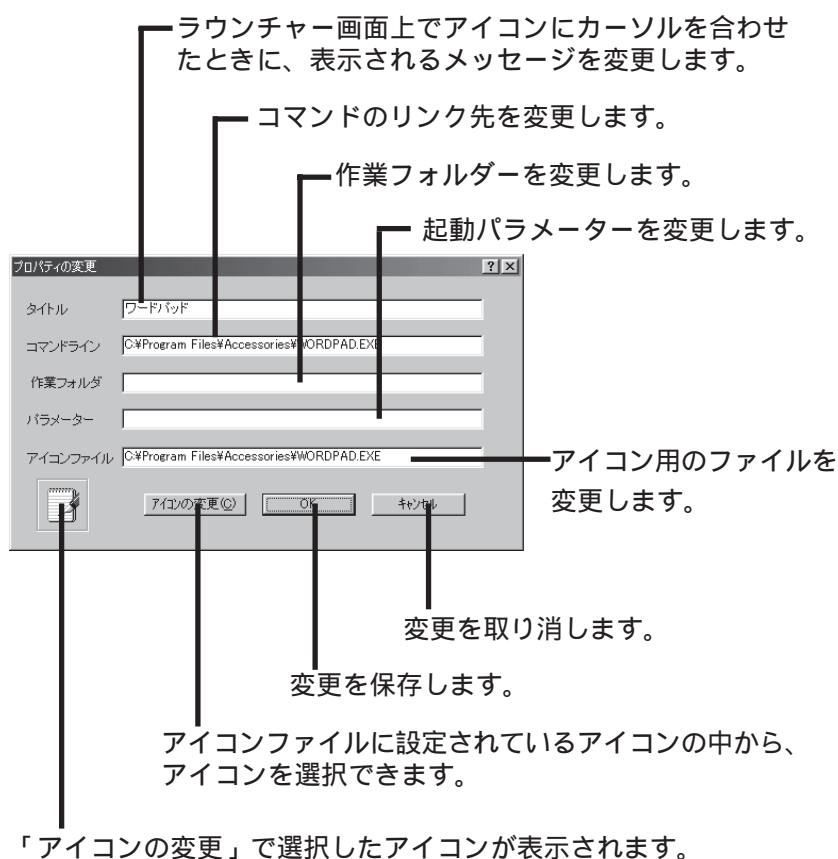 ラウンチャー画面上でアイコンにカーソルを合わせ
たときに、表示されるメッセージを変更します。
コマンドのリンク先を変更します。
作業フォルダーを変更します。
起動パラメーターを変更します。
プロパティの変更
タイトル ワードパッド
コマンドライン C:¥Program Files¥Accessories¥WORDPAD.EXE
作業フォルダ
パラメーター
アイコンファイル C:¥Program Files¥Accessories¥WORDPAD.EXE
アイコン用のファイルを
変更します。
アイコンの変更(C) OK キャンセル
変更を取り消します。
変更を保存します。
アイコンファイルに設定されているアイコンの中から、
アイコンを選択できます。
「アイコンの変更」で選択したアイコンが表示されます。